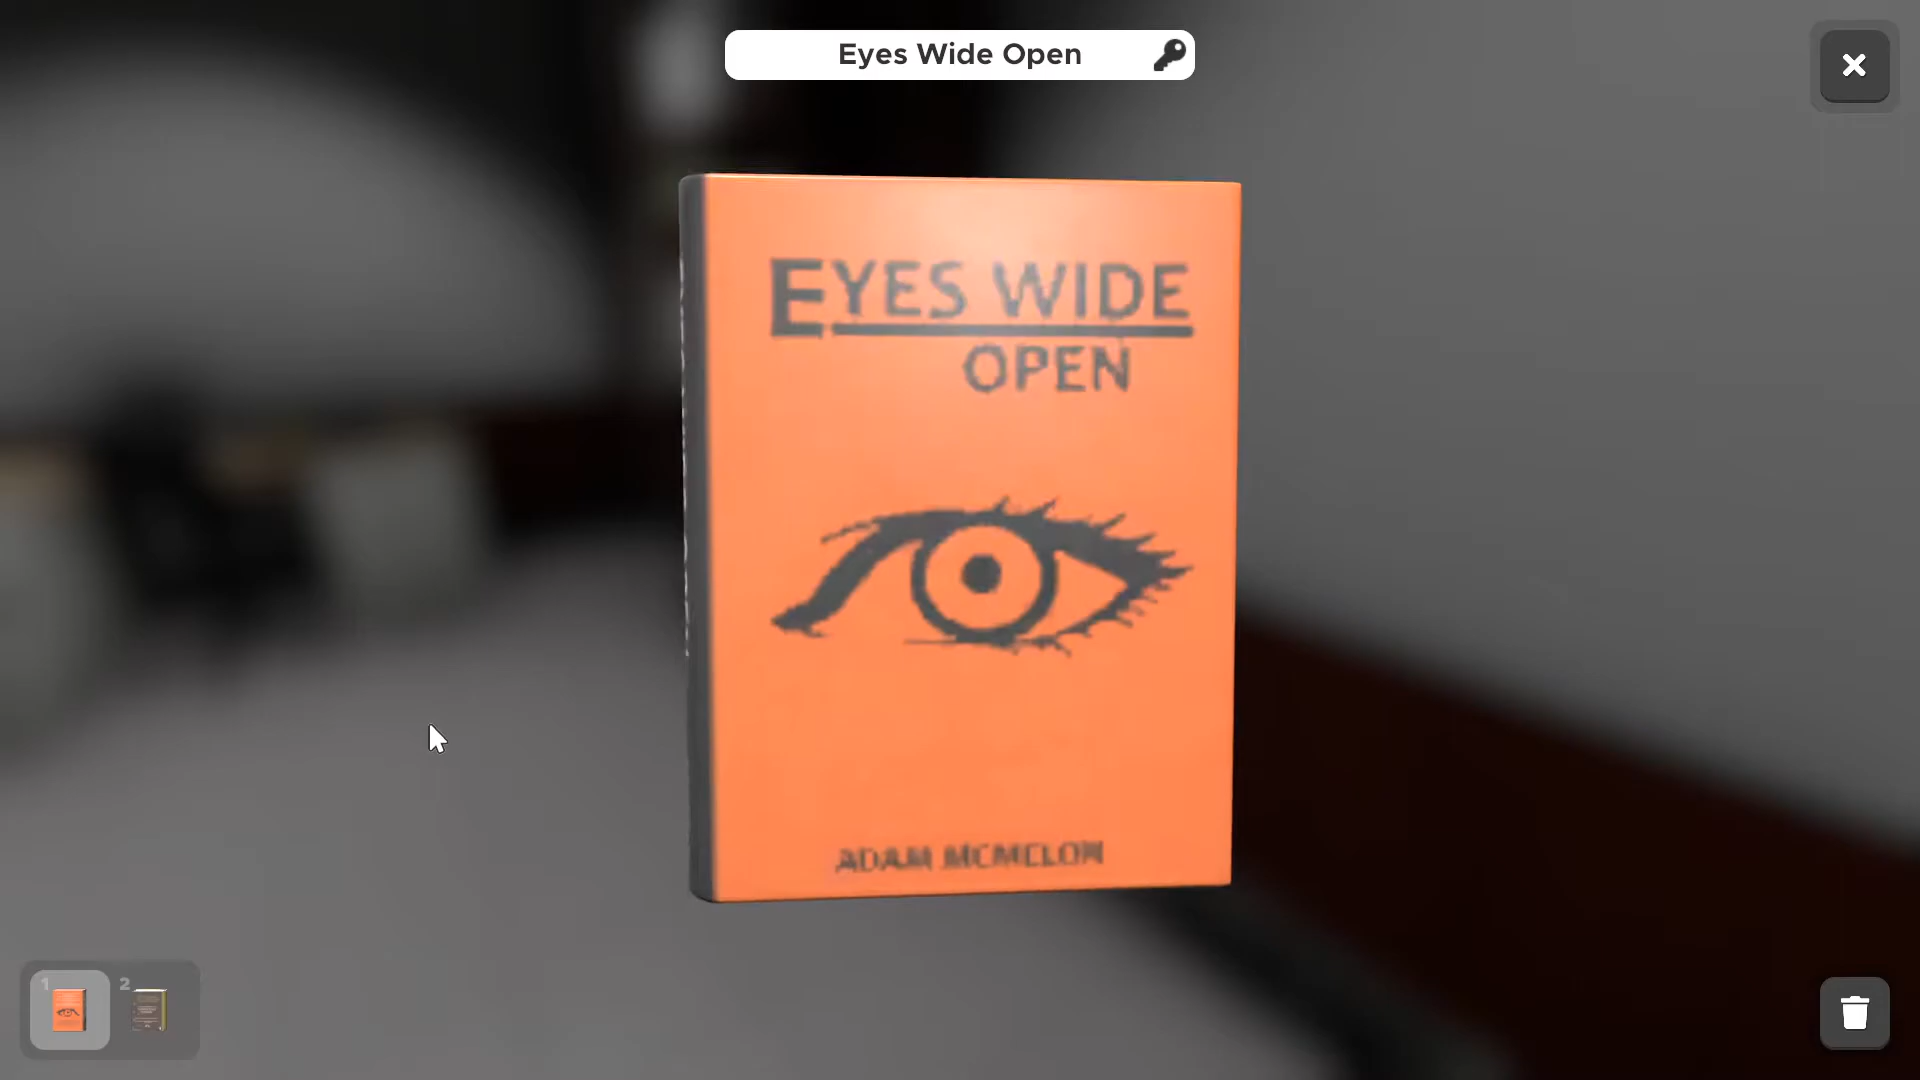 Eyes Wide Open
EYES WIDE
OPEN
ADAM MCMELON
1
2